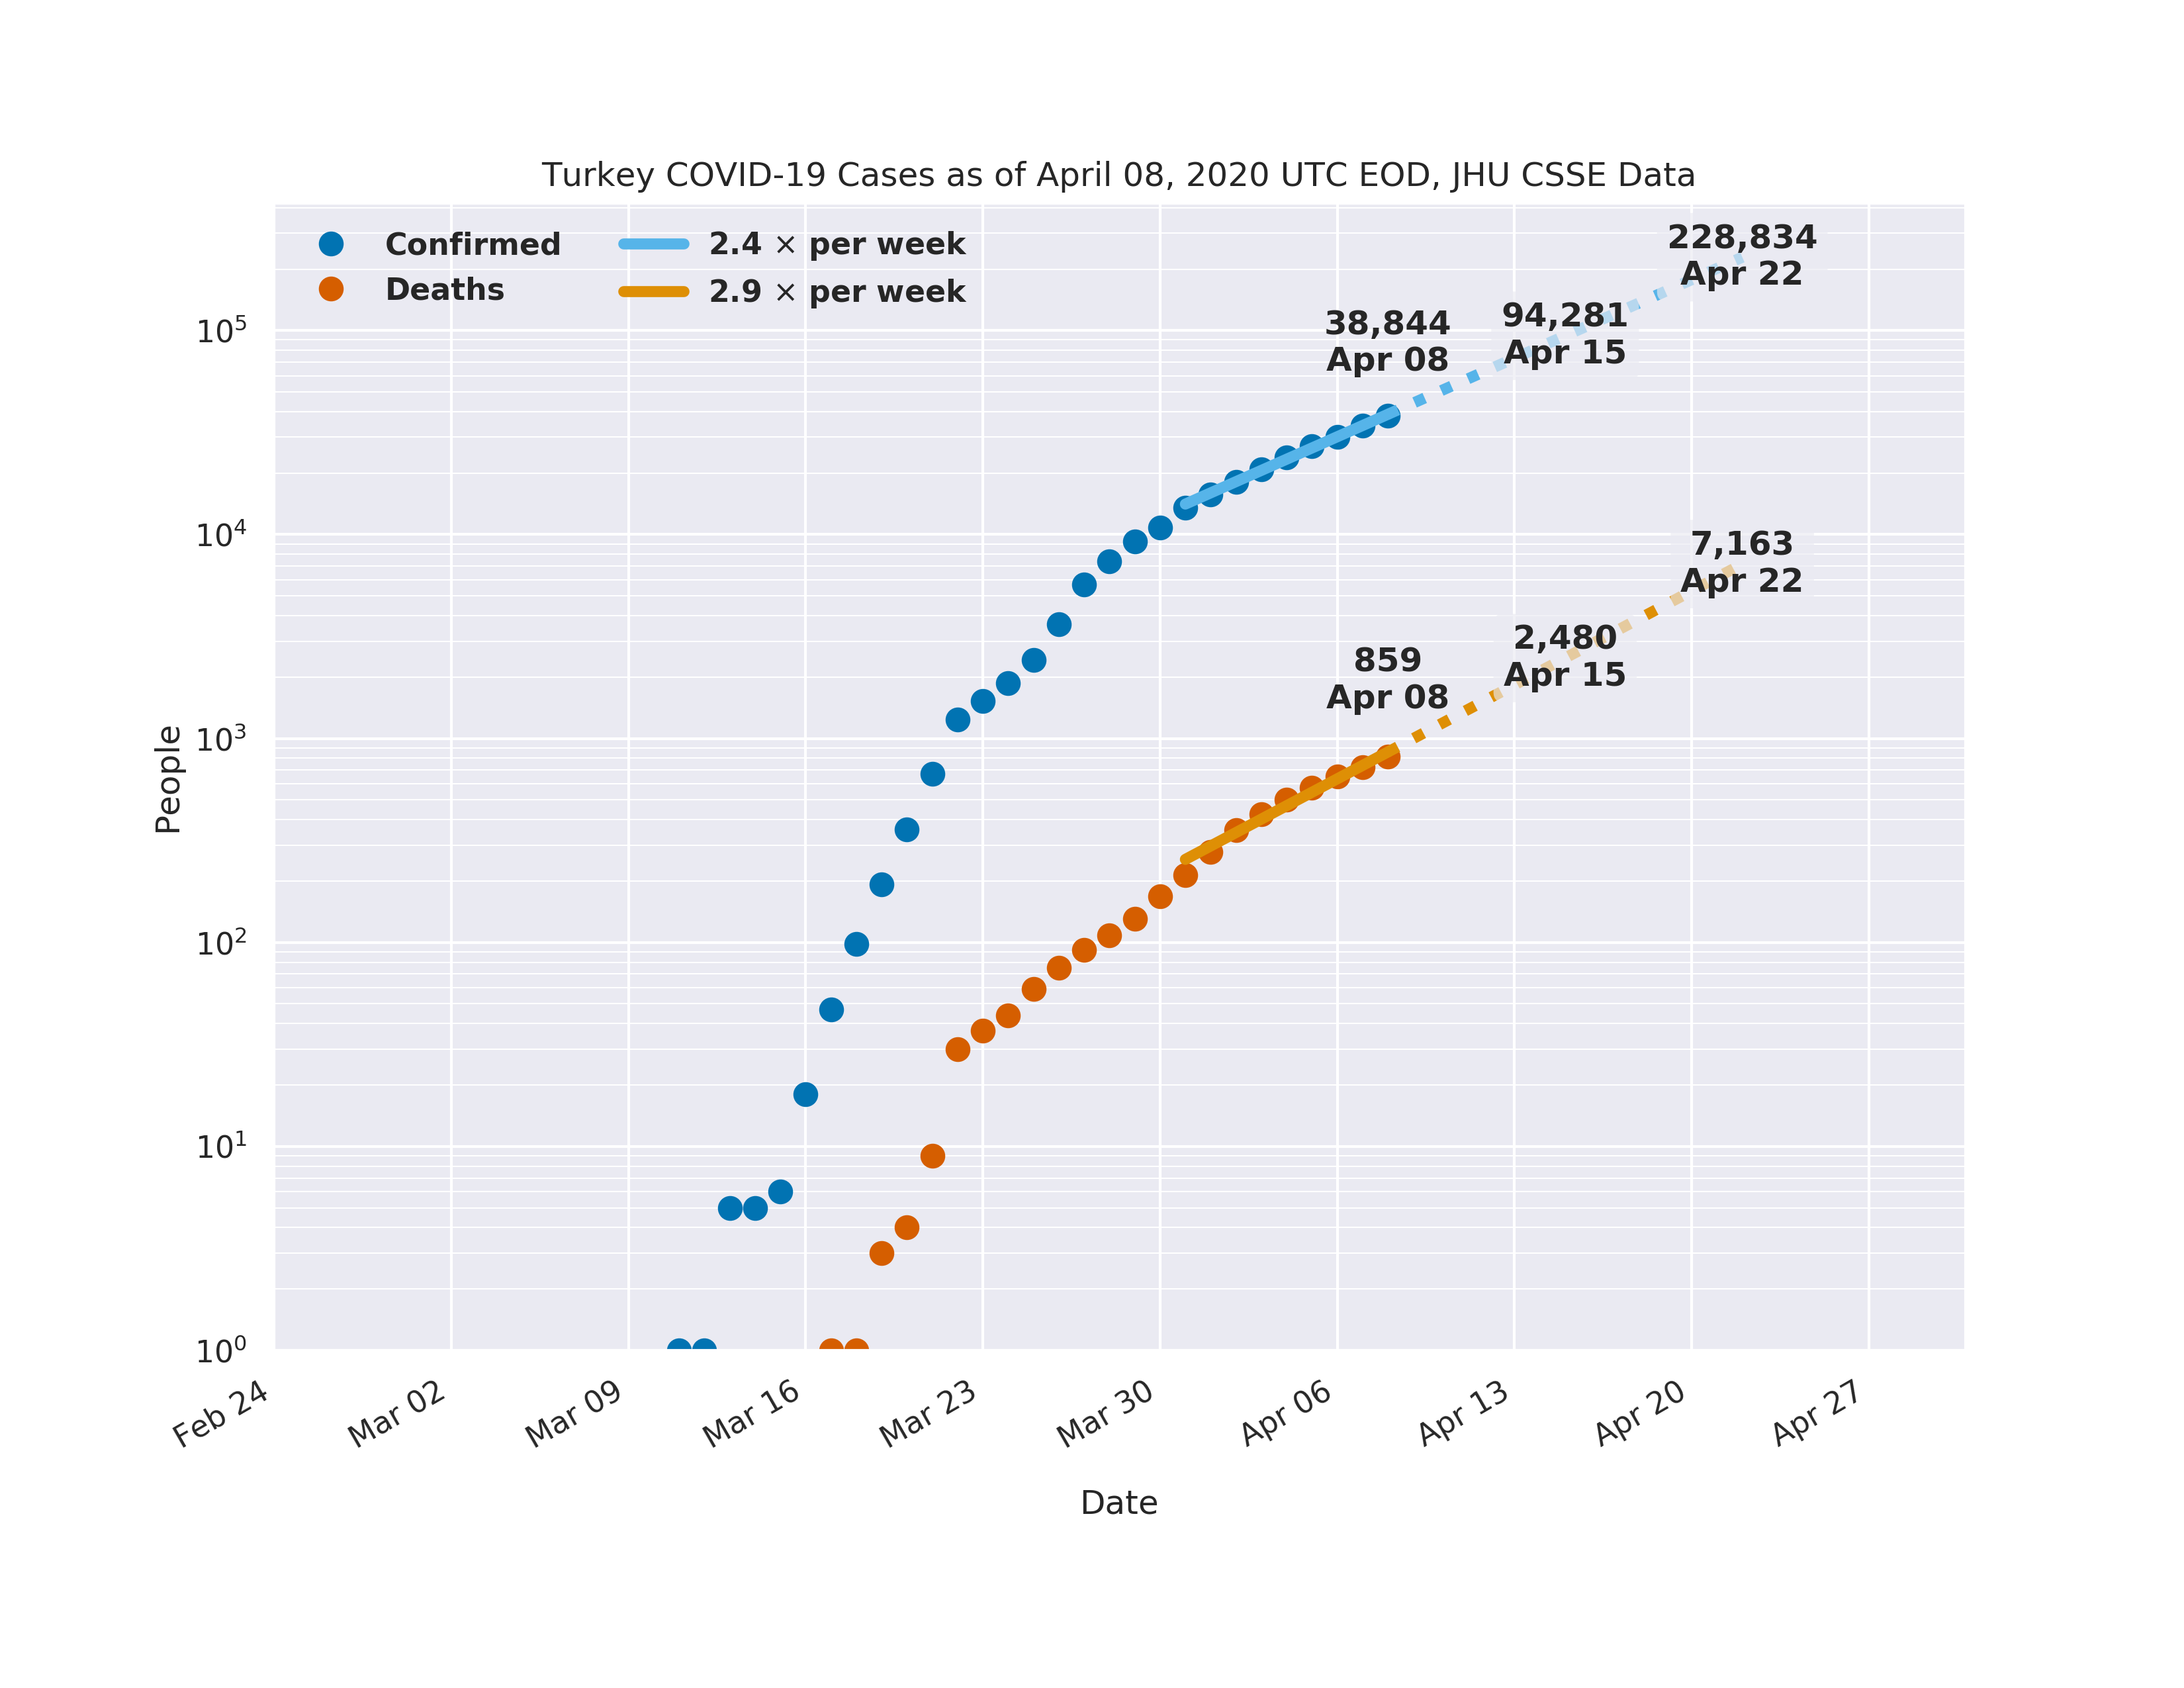 Turkey COVID-19 Cases as of April 08, 2020 UTC EOD, JHU CSSE Data
Confirmed
Deaths
2.4 × per week
2.9 × per week
228,834
Apr 22
94,281
Apr 15
38,844
Apr 08
7,163
Apr 22
2,480
Apr 15
859
Apr 08
People
10⁵
10⁴
10³
10²
10¹
10⁰
Feb 24
Mar 02
Mar 09
Mar 16
Mar 23
Mar 30
Apr 06
Apr 13
Apr 20
Apr 27
Date